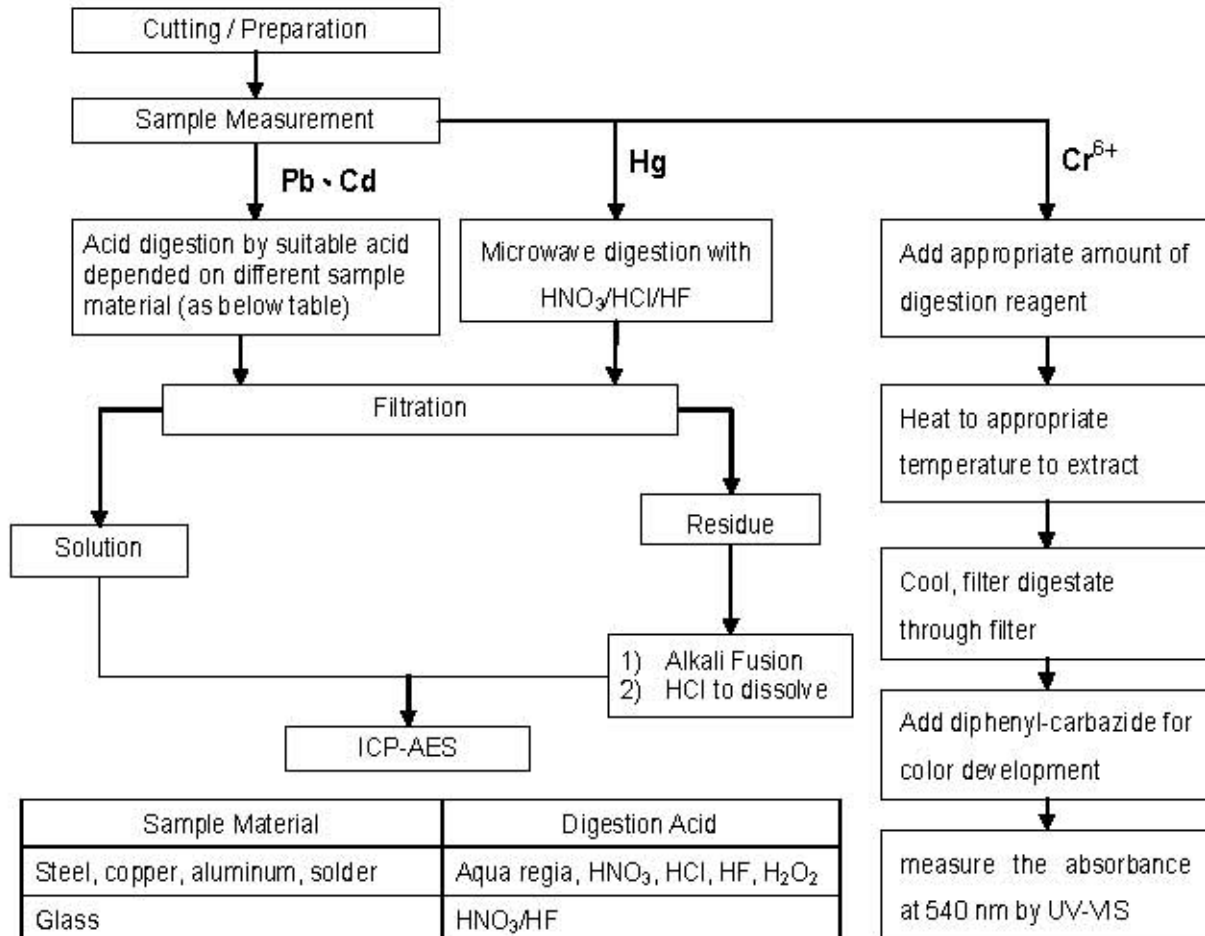 Cutting / Preparation
Sample Measurement
Pb、Cd
Hg
Cr⁶⁺
Acid digestion by suitable acid
depended on different sample
material (as below table)
Microwave digestion with
HNO₃/HCl/HF
Add appropriate amount of
digestion reagent
Filtration
Heat to appropriate
temperature to extract
Solution
Residue
Cool, filter digestate
through filter
1) Alkali Fusion
2) HCl to dissolve
ICP-AES
Add diphenyl-carbazide for
color development
measure the absorbance
at 540 nm by UV-VIS
Sample Material Digestion Acid
Steel, copper, aluminum, solder Aqua regia, HNO₃, HCl, HF, H₂O₂
Glass HNO₃/HF